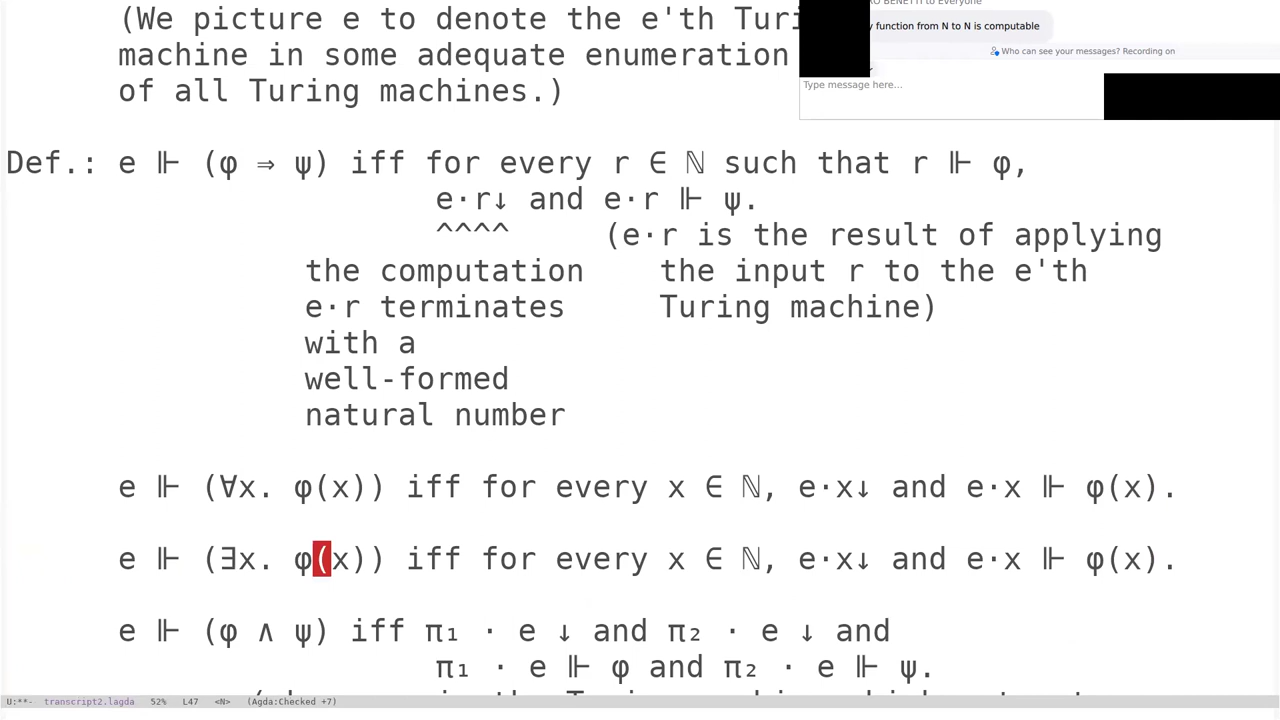 (We picture e to denote the e'th Turi
machine in some adequate enumeration
of all Turing machines.)
BENETTI to Everyone
function from N to N is computable
Who can see your messages? Recording on
Type message here...
Def.: e ⊩ (φ ⇒ ψ) iff for every r ∈ ℕ such that r ⊩ φ,
e·r↓ and e·r ⊩ ψ.
^^^^ (e·r is the result of applying
the computation the input r to the e'th
e·r terminates Turing machine)
with a
well-formed
natural number
e ⊩ (∀x. φ(x)) iff for every x ∈ ℕ, e·x↓ and e·x ⊩ φ(x).
e ⊩ (∃x. φ(x)) iff for every x ∈ ℕ, e·x↓ and e·x ⊩ φ(x).
e ⊩ (φ ∧ ψ) iff π₁ · e ↓ and π₂ · e ↓ and
π₁ · e ⊩ φ and π₂ · e ⊩ ψ.
U:**- transcript2.lagda 52% L47 <N> (Agda:Checked +7)